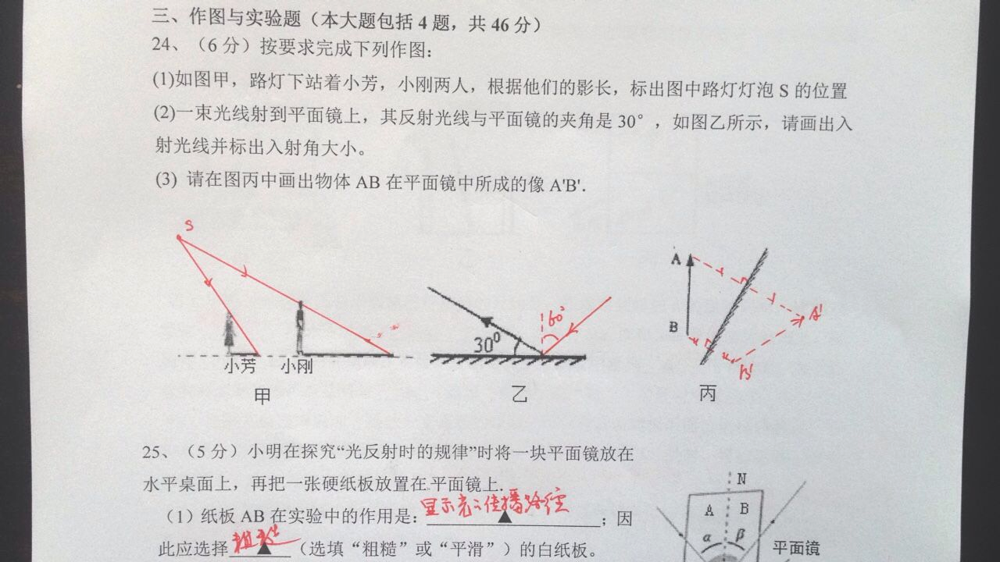 三、作图与实验题（本大题包括4题，共46分）
24、（6分）按要求完成下列作图：
(1)如图甲，路灯下站着小芳，小刚两人，根据他们的影长，标出图中路灯灯泡 S 的位置
(2)一束光线射到平面镜上，其反射光线与平面镜的夹角是 30°，如图乙所示，请画出入
射光线并标出入射角大小。
(3) 请在图丙中画出物体 AB 在平面镜中所成的像 A'B'.
S
小芳 小刚
甲
30⁰ 60°
乙
A
B
A'
B'
丙
25、（5分）小明在探究“光反射时的规律”时将一块平面镜放在
水平桌面上，再把一张硬纸板放置在平面镜上.
（1）纸板 AB 在实验中的作用是：显示光的传播路径▲；因
此应选择粗糙▲（选填“粗糙”或“平滑”）的白纸板。
N
A B
α β
平面镜